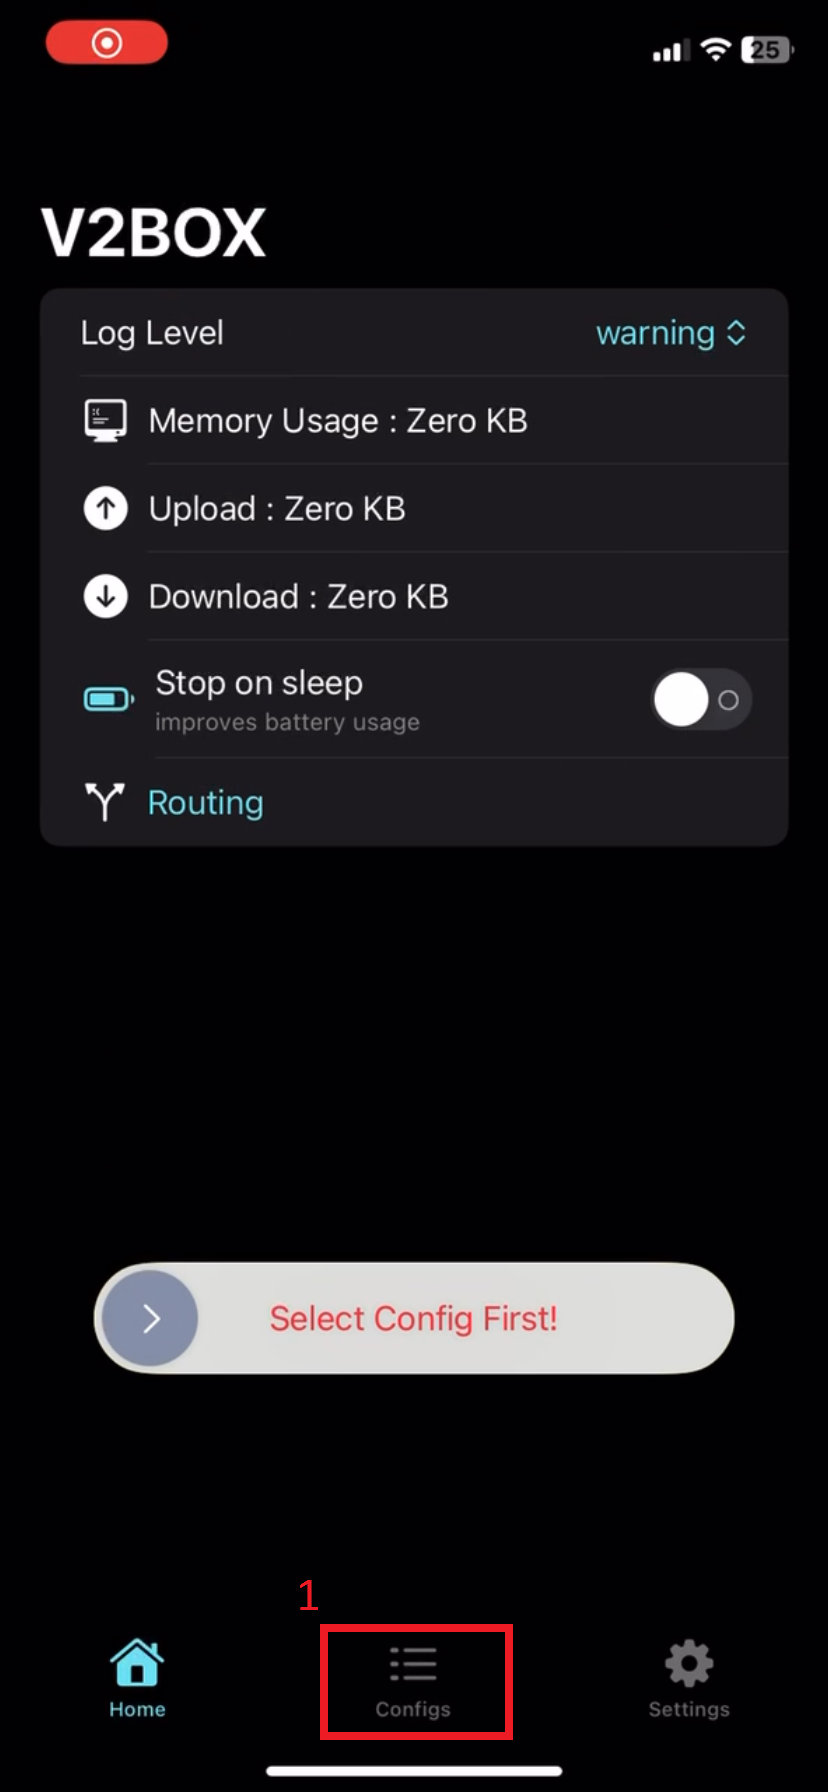 25
V2BOX
Log Level warning
Memory Usage : Zero KB
Upload : Zero KB
Download : Zero KB
Stop on sleep
improves battery usage
Routing
Select Config First!
1
Home Configs Settings